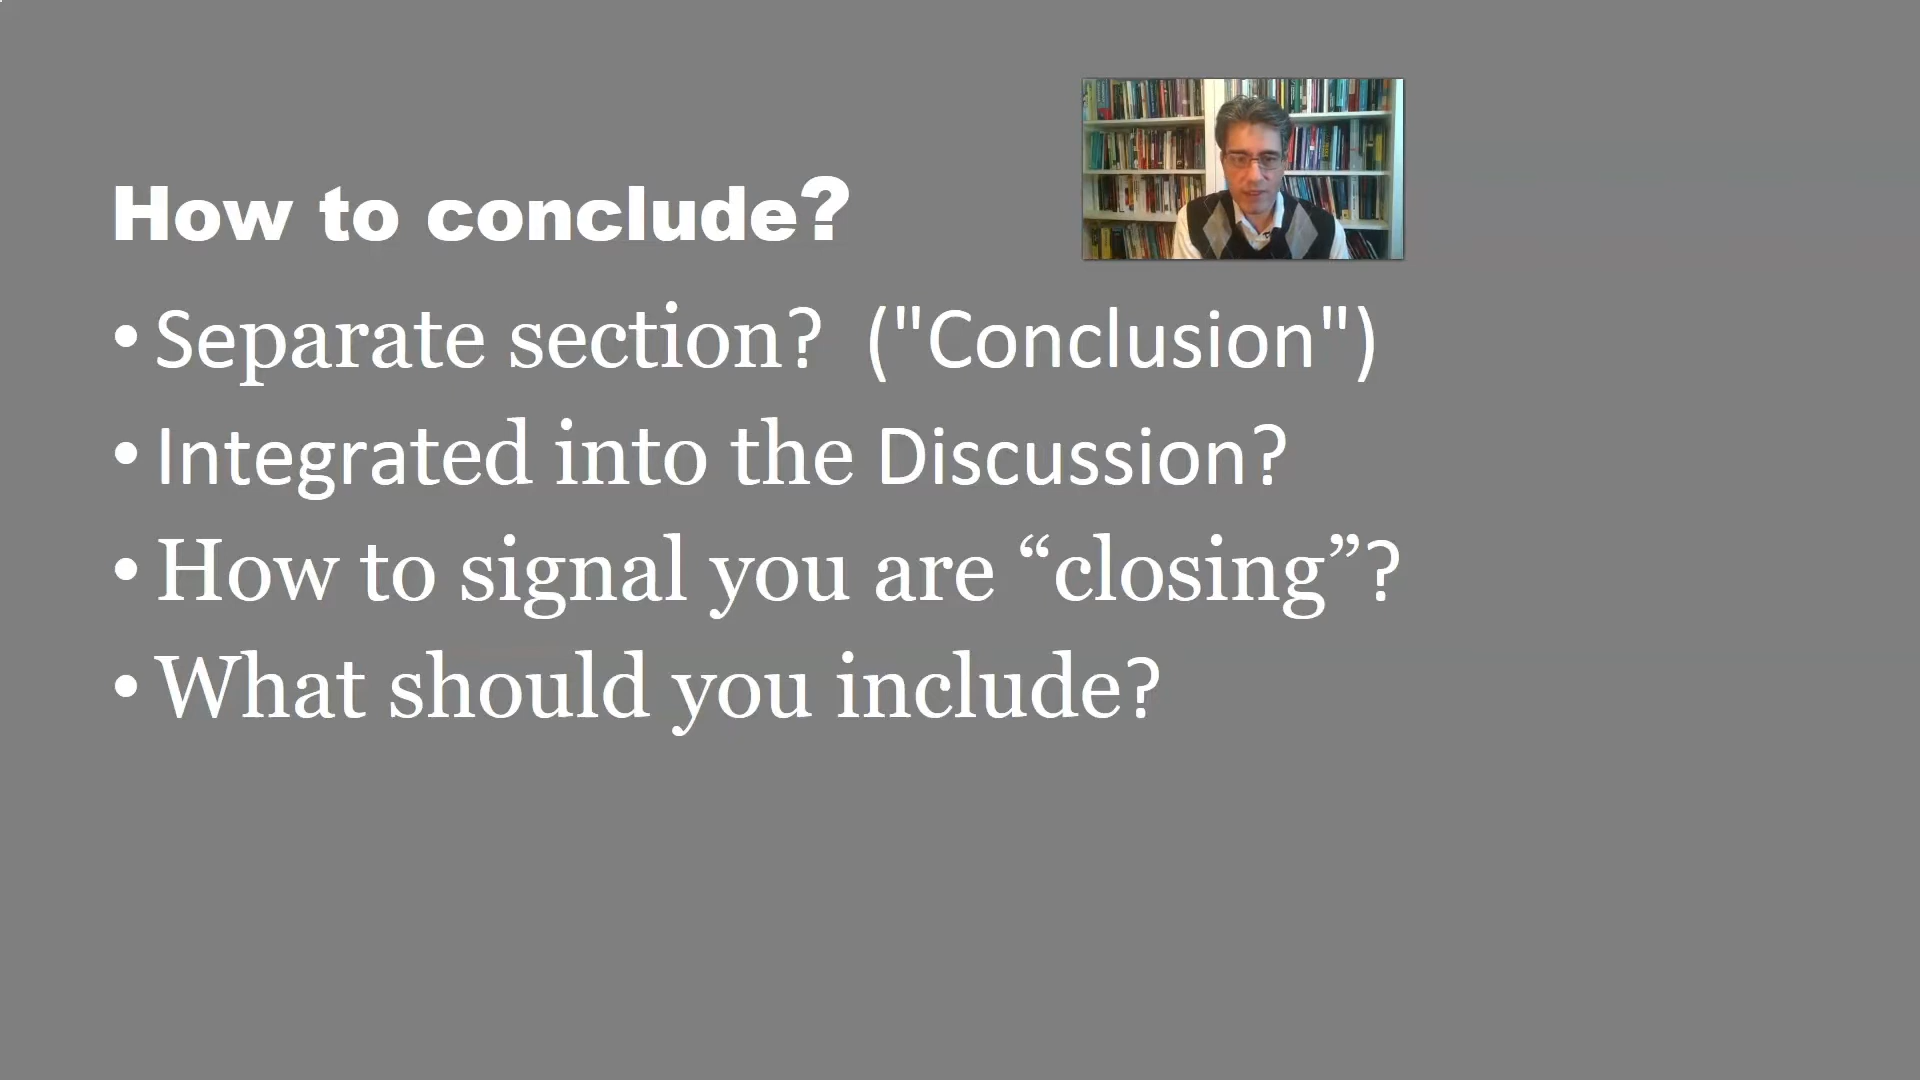 How to conclude?
• Separate section? ("Conclusion")
• Integrated into the Discussion?
• How to signal you are “closing”?
• What should you include?